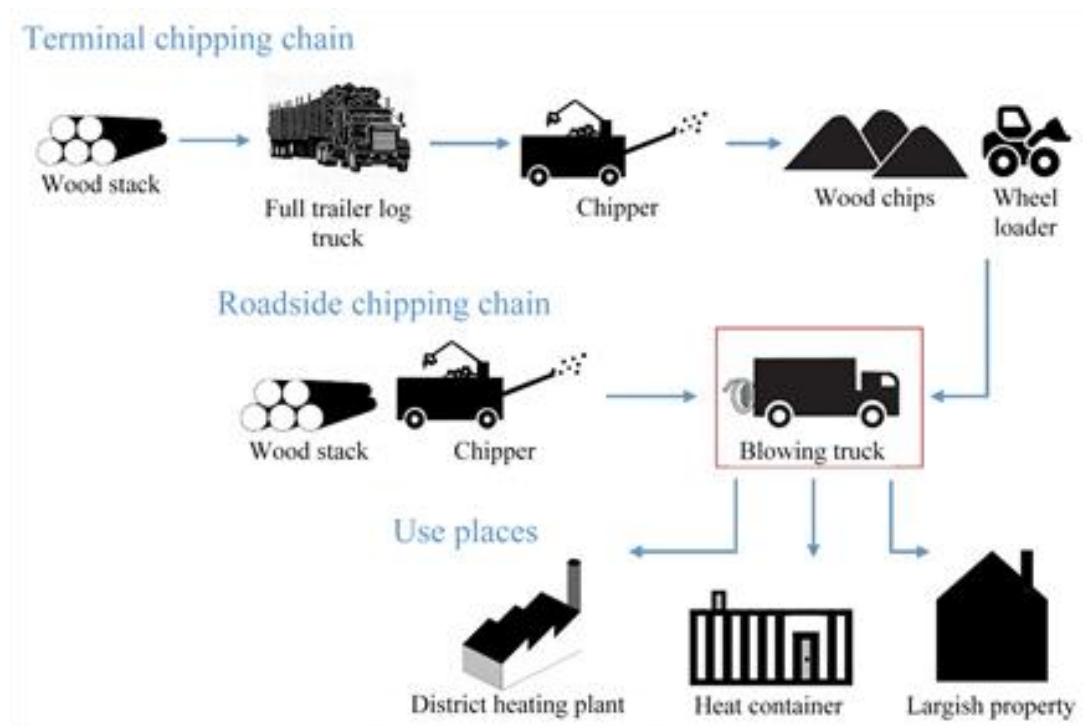 Terminal chipping chain
Wood stack
Full trailer log
truck
Chipper
Wood chips
Wheel
loader
Roadside chipping chain
Wood stack
Chipper
Blowing truck
Use places
District heating plant
Heat container
Largish property